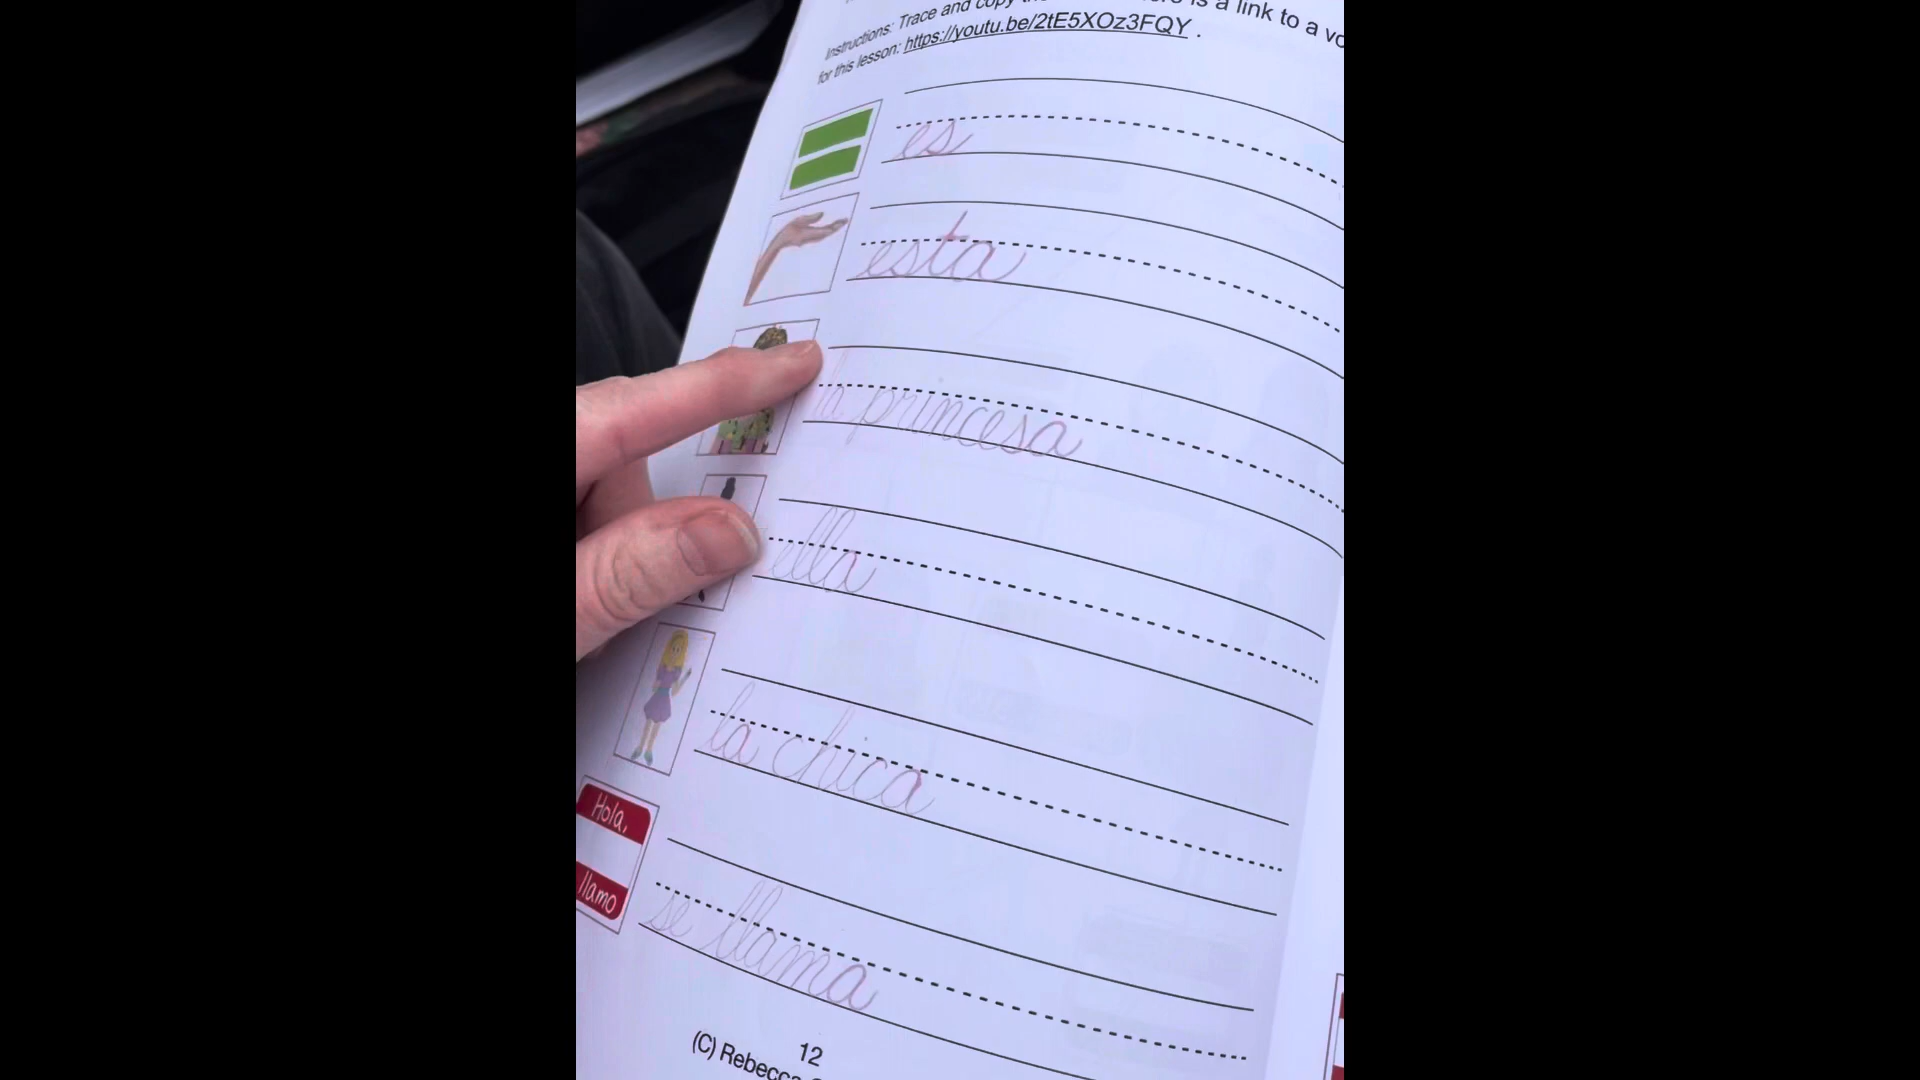 Instructions: Trace and copy is a link to a
for this lesson: https://youtu.be/2tE5XOz3FQY .
es
esta
la princesa
ella
la chica
Hola,
llamo
se llama
12
(C) Rebecca